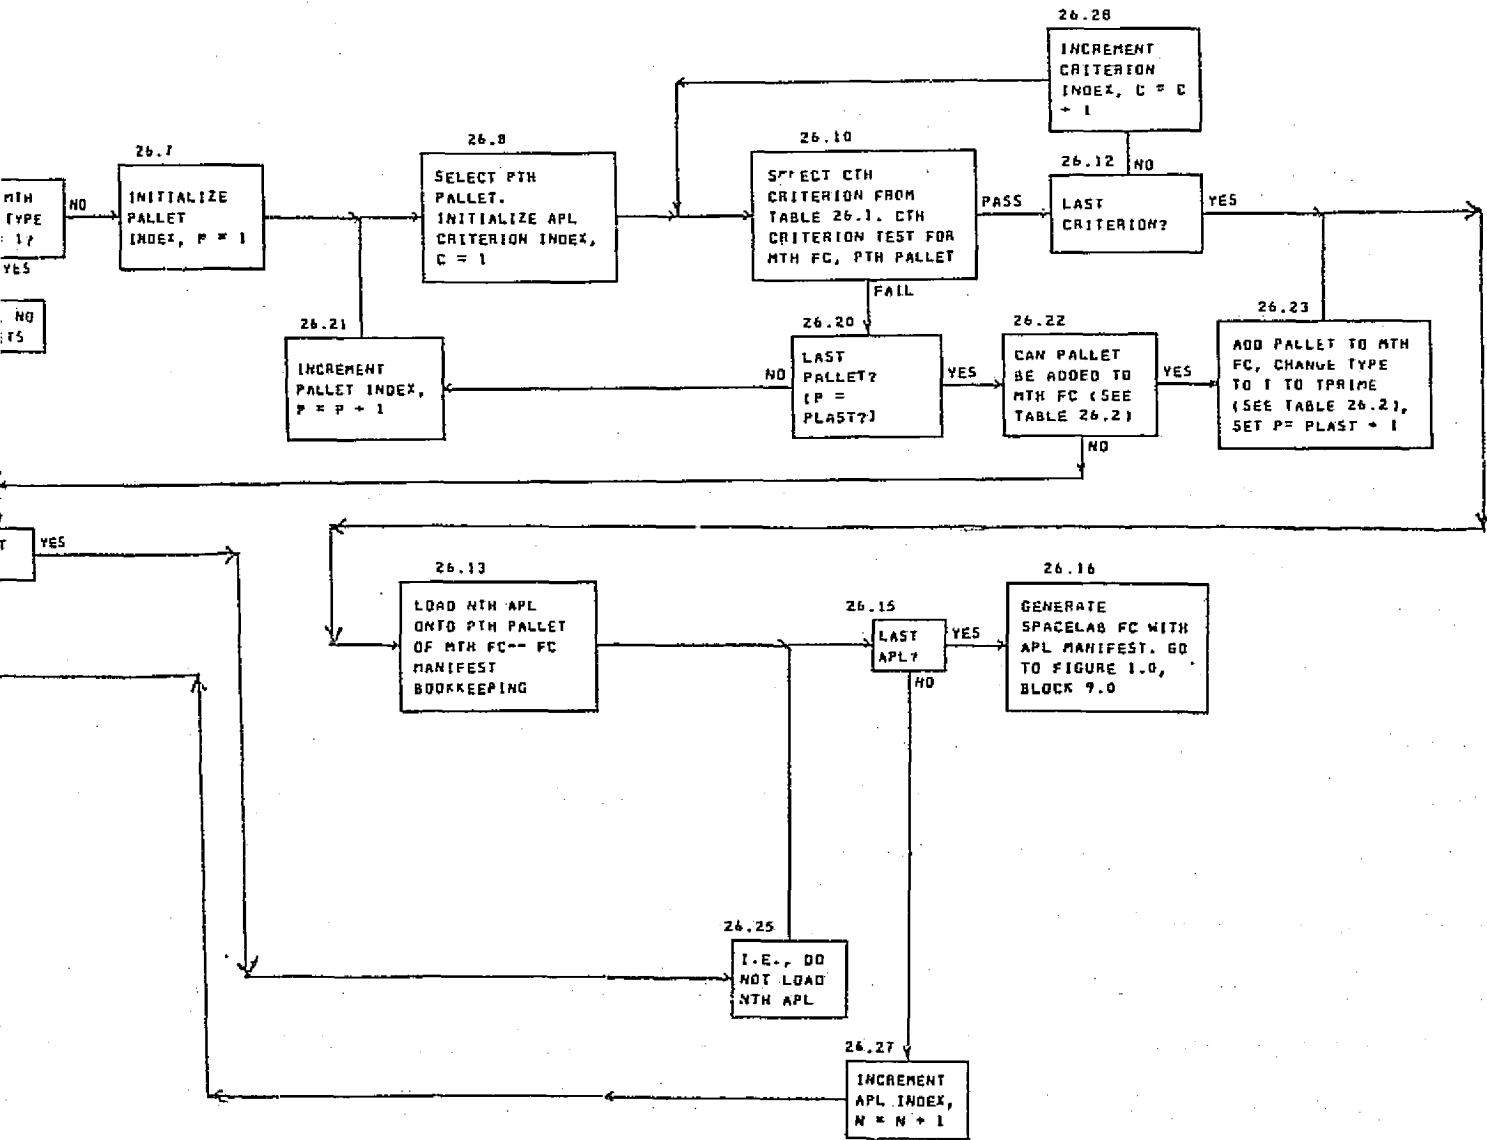 26.28
INCREMENT
CRITERION
INDEX, C = C
+ 1
26.7
INITIALIZE
PALLET
INDEX, P = 1
26.8
SELECT PTH
PALLET.
INITIALIZE APL
CRITERION INDEX,
C = 1
26.10
CTH
CRITERION FROM
TABLE 26.1. CTH
CRITERION TEST FOR
MTH FC, PTH PALLET
PASS
26.12
NO
LAST
CRITERION?
YES
MTH
TYPE
= 1?
NO
YES
NO
TS
26.21
INCREMENT
PALLET INDEX,
P = P + 1
FAIL
26.20
LAST
PALLET?
[P =
PLAST?]
NO
YES
26.22
CAN PALLET
BE ADDED TO
MTH FC (SEE
TABLE 26.2)
YES
NO
26.23
ADD PALLET TO MTH
FC, CHANGE TYPE
TO T TO TPRIME
(SEE TABLE 26.2),
SET P= PLAST + 1
T
YES
26.13
LOAD NTH APL
ONTO PTH PALLET
OF MTH FC-- FC
MANIFEST
BOOKKEEPING
26.15
LAST
APL?
YES
NO
26.16
GENERATE
SPACELAB FC WITH
APL MANIFEST. GO
TO FIGURE 1.0,
BLOCK 9.0
26.25
I.E., DO
NOT LOAD
NTH APL
26.27
INCREMENT
APL INDEX,
N = N + 1